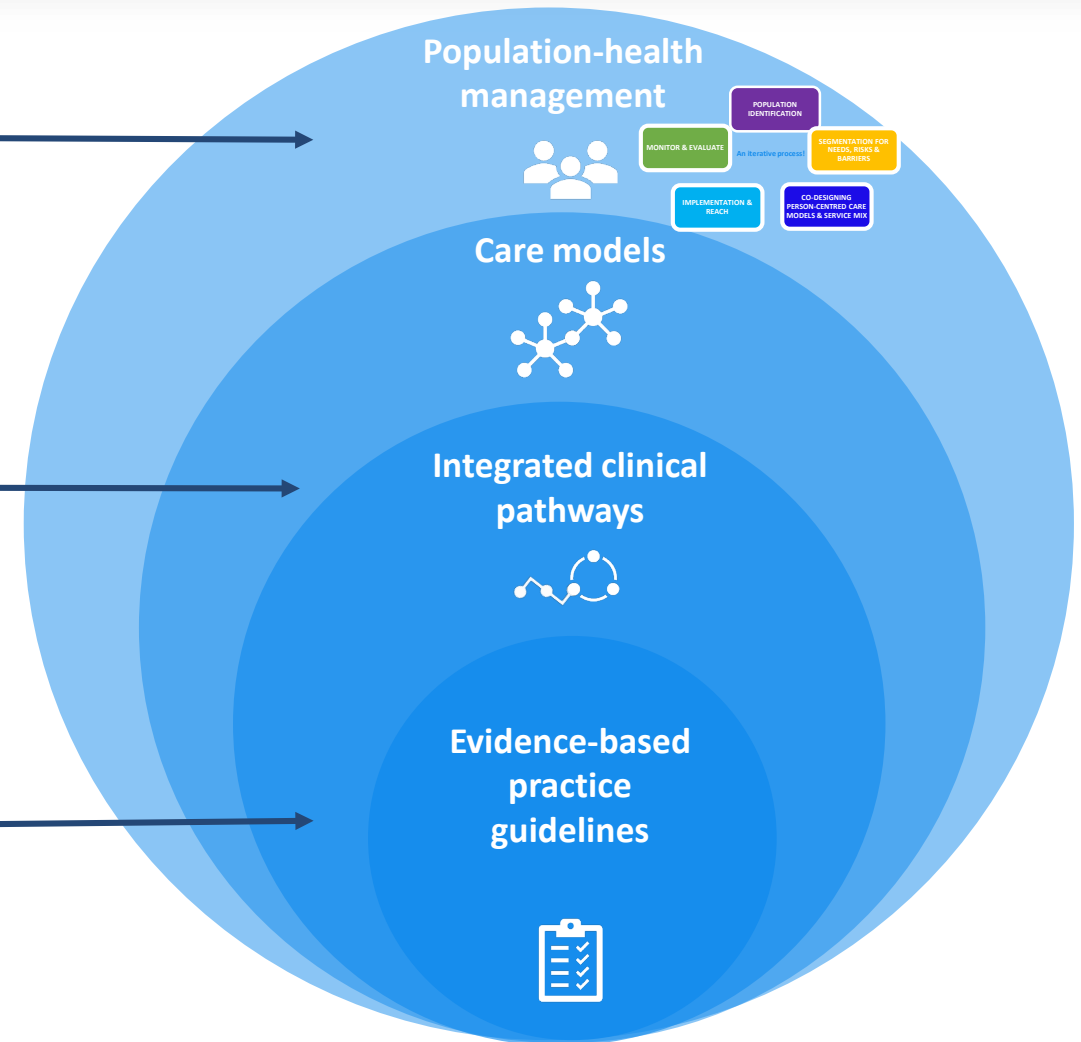 Population-health
management
POPULATION
IDENTIFICATION
MONITOR & EVALUATE
An iterative process!
SEGMENTATION FOR
NEEDS, RISKS &
BARRIERS
IMPLEMENTATION &
REACH
CO-DESIGNING
PERSON-CENTRED CARE
MODELS & SERVICE MIX
Care models
Integrated clinical
pathways
Evidence-based
practice
guidelines